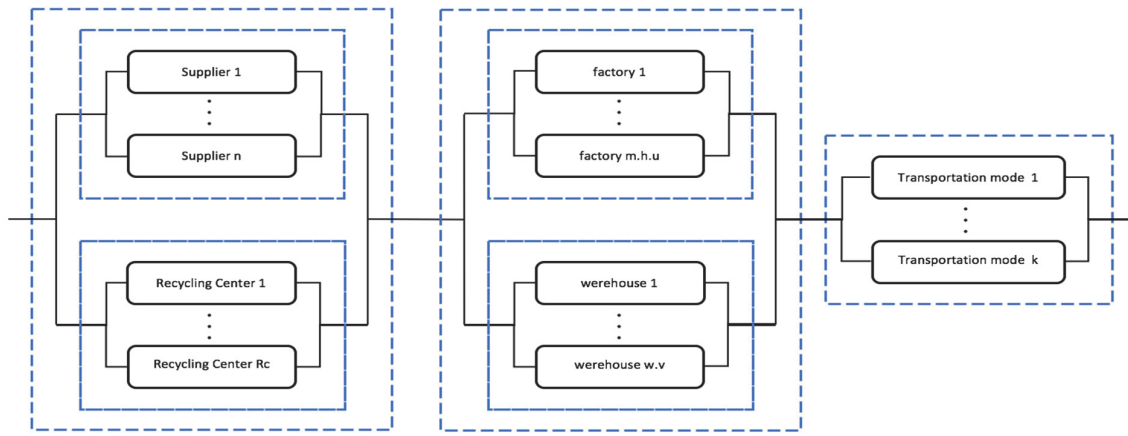 Supplier 1
Supplier n
Recycling Center 1
Recycling Center Rc
factory 1
factory m.h.u
werehouse 1
werehouse w.v
Transportation mode 1
Transportation mode k